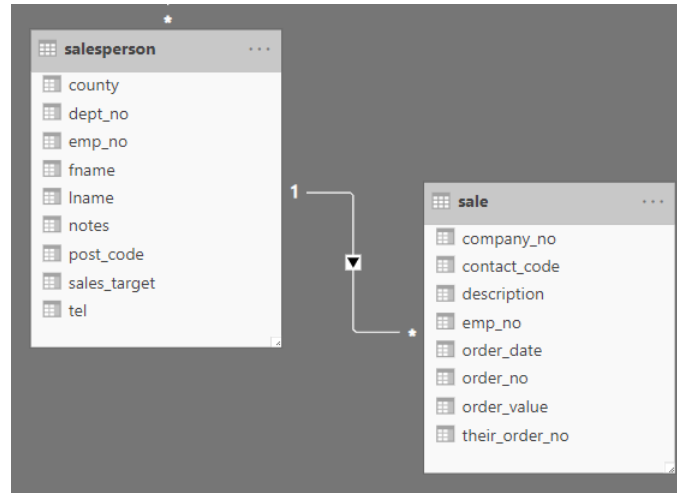 *
salesperson ...
county
dept_no
emp_no
fname
lname
notes
post_code
sales_target
tel
1
*
sale ...
company_no
contact_code
description
emp_no
order_date
order_no
order_value
their_order_no